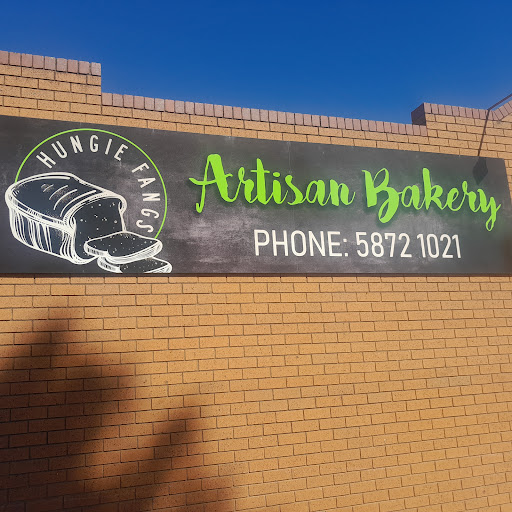 HUNGIE FANGS
Artisan Bakery
PHONE: 5872 1021